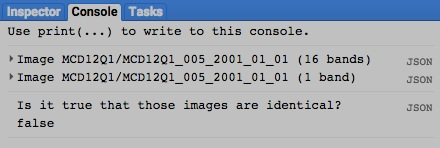 Inspector Console Tasks
Use print(...) to write to this console.
Image MCD12Q1/MCD12Q1_005_2001_01_01 (16 bands) JSON
Image MCD12Q1/MCD12Q1_005_2001_01_01 (1 band) JSON
Is it true that those images are identical? JSON
false